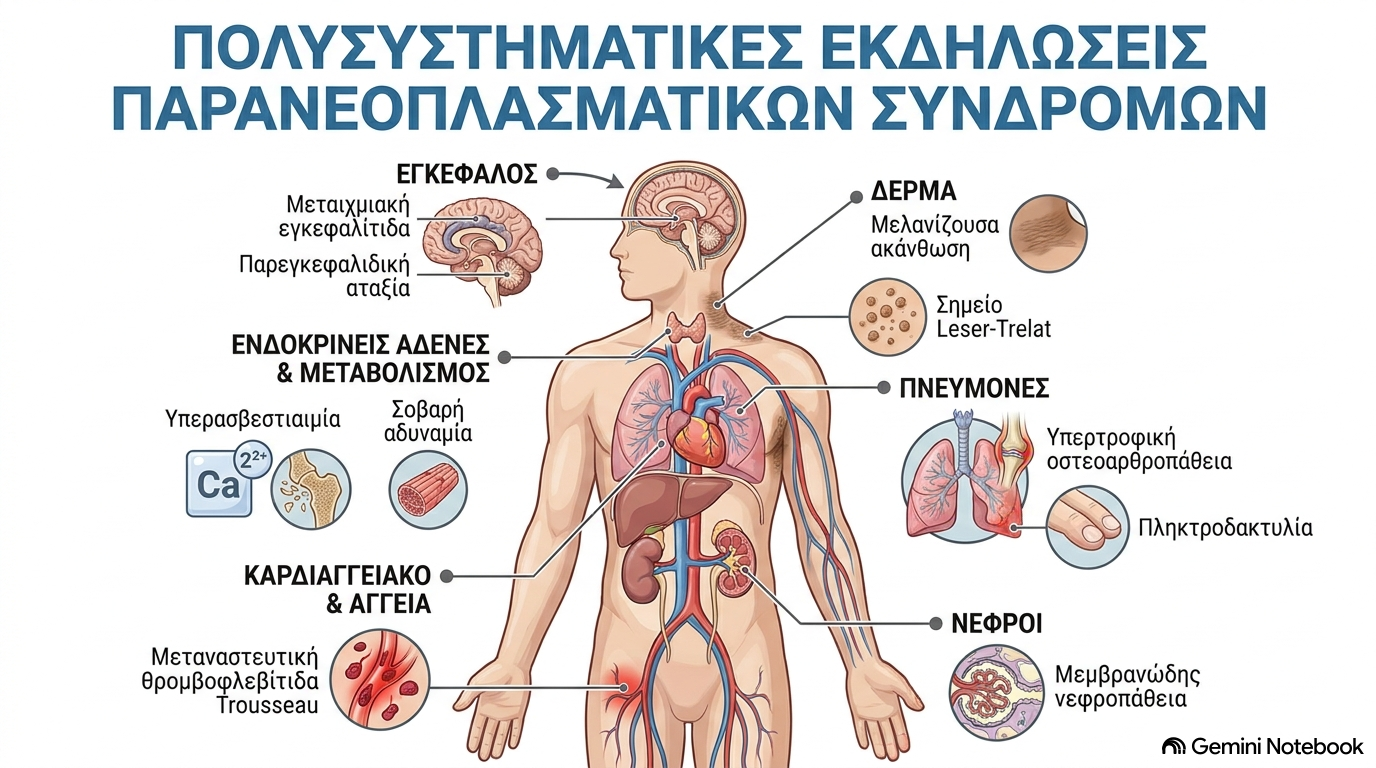 ΠΟΛΥΣΥΣΤΗΜΑΤΙΚΕΣ ΕΚΔΗΛΩΣΕΙΣ
ΠΑΡΑΝΕΟΠΛΑΣΜΑΤΙΚΩΝ ΣΥΝΔΡΟΜΩΝ
ΕΓΚΕΦΑΛΟΣ
Μεταιχμιακή
εγκεφαλίτιδα
Παρεγκεφαλιδική
αταξία
ΔΕΡΜΑ
Μελανίζουσα
ακάνθωση
Σημείο
Leser-Trelat
ΕΝΔΟΚΡΙΝΕΙΣ ΑΔΕΝΕΣ
& ΜΕΤΑΒΟΛΙΣΜΟΣ
Υπερασβεστιαιμία
Ca
2²⁺
Σοβαρή
αδυναμία
ΠΝΕΥΜΟΝΕΣ
Υπερτροφική
οστεοαρθροπάθεια
Πληκτροδακτυλία
ΚΑΡΔΙΑΓΓΕΙΑΚΟ
& ΑΓΓΕΙΑ
Μεταναστευτική
θρομβοφλεβίτιδα
Trousseau
ΝΕΦΡΟΙ
Μεμβρανώδης
νεφροπάθεια
Gemini Notebook